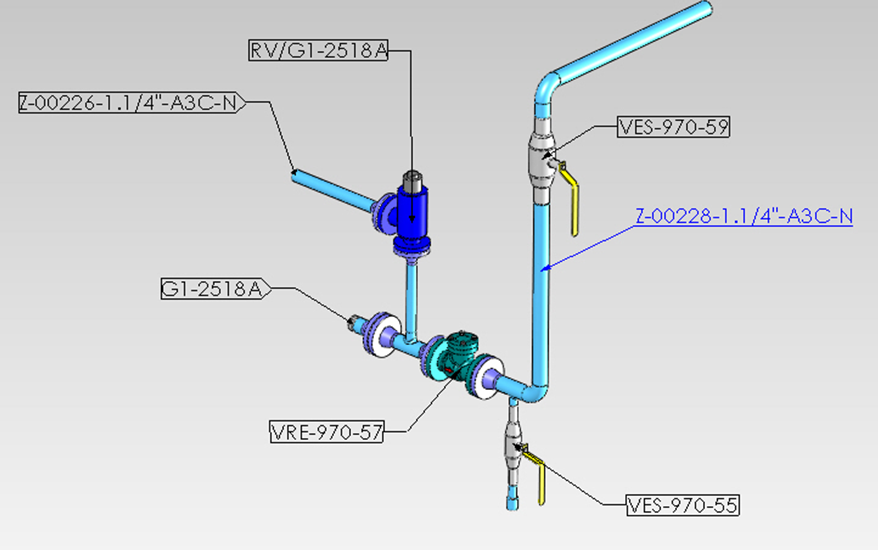 RV/G1-2518A
Z-00226-1.1/4"-A3C-N
VES-970-59
Z-00228-1.1/4"-A3C-N
G1-2518A
VRE-970-57
VES-970-55